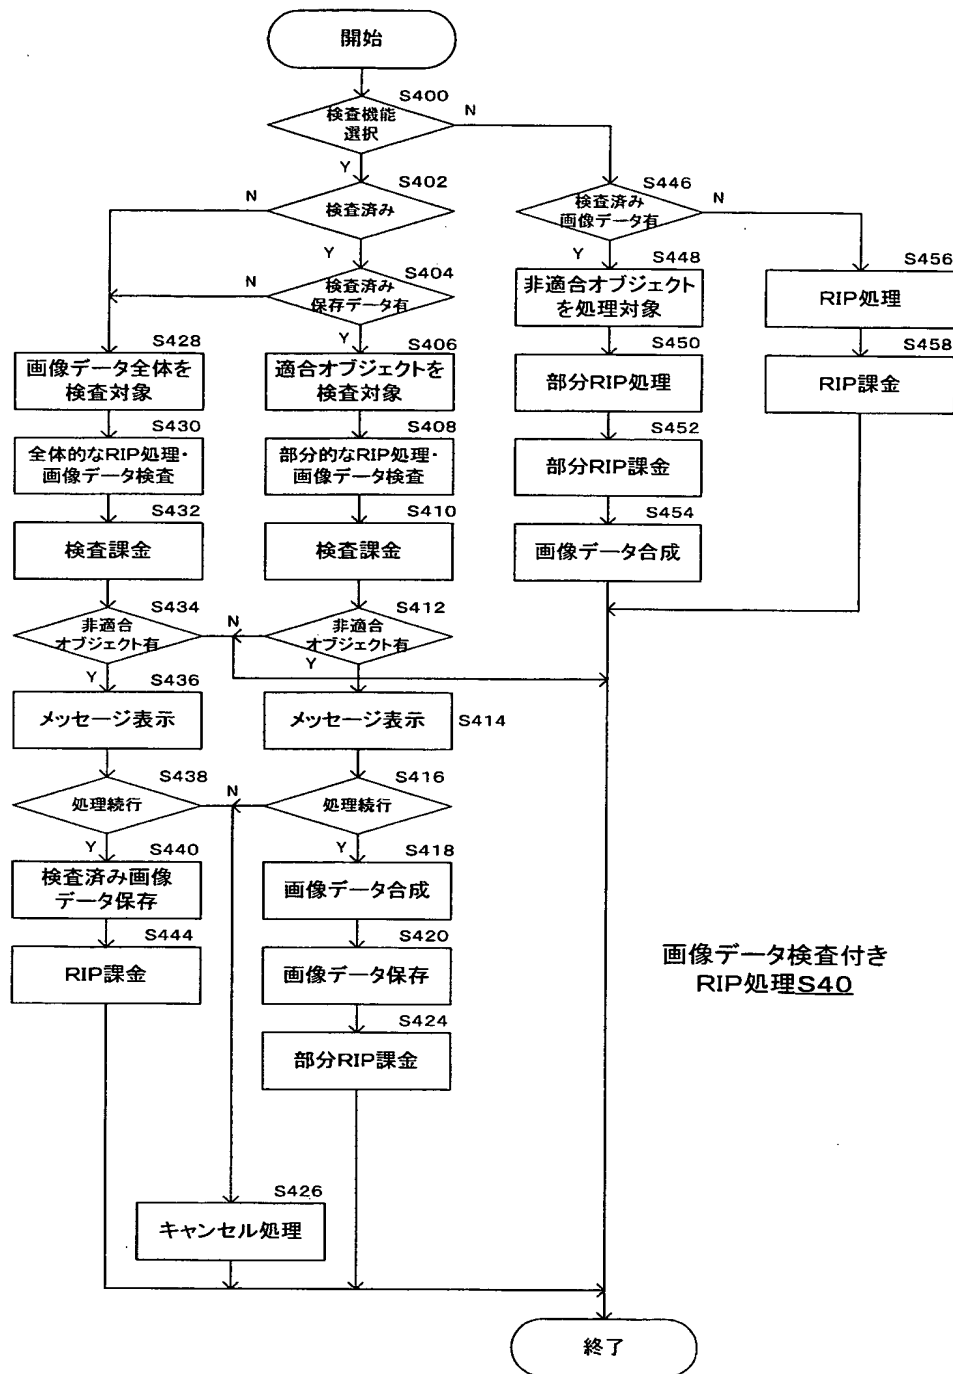 開始
S400
検査機能
選択
N
Y
S402
検査済み
N
Y
S404
検査済み
保存データ有
N
Y
S446
検査済み
画像データ有
N
Y
S448
非適合オブジェクト
を処理対象
S456
RIP処理
S428
画像データ全体を
検査対象
S406
適合オブジェクトを
検査対象
S450
部分RIP処理
S458
RIP課金
S430
全体的なRIP処理・
画像データ検査
S408
部分的なRIP処理・
画像データ検査
S452
部分RIP課金
S432
検査課金
S410
検査課金
S454
画像データ合成
S434
非適合
オブジェクト有
N
Y
S412
非適合
オブジェクト有
Y
S436
メッセージ表示
メッセージ表示
S414
S438
処理続行
N
Y
S416
処理続行
Y
S440
検査済み画像
データ保存
S418
画像データ合成
S444
RIP課金
S420
画像データ保存
S424
部分RIP課金
画像データ検査付き
RIP処理S40
S426
キャンセル処理
終了